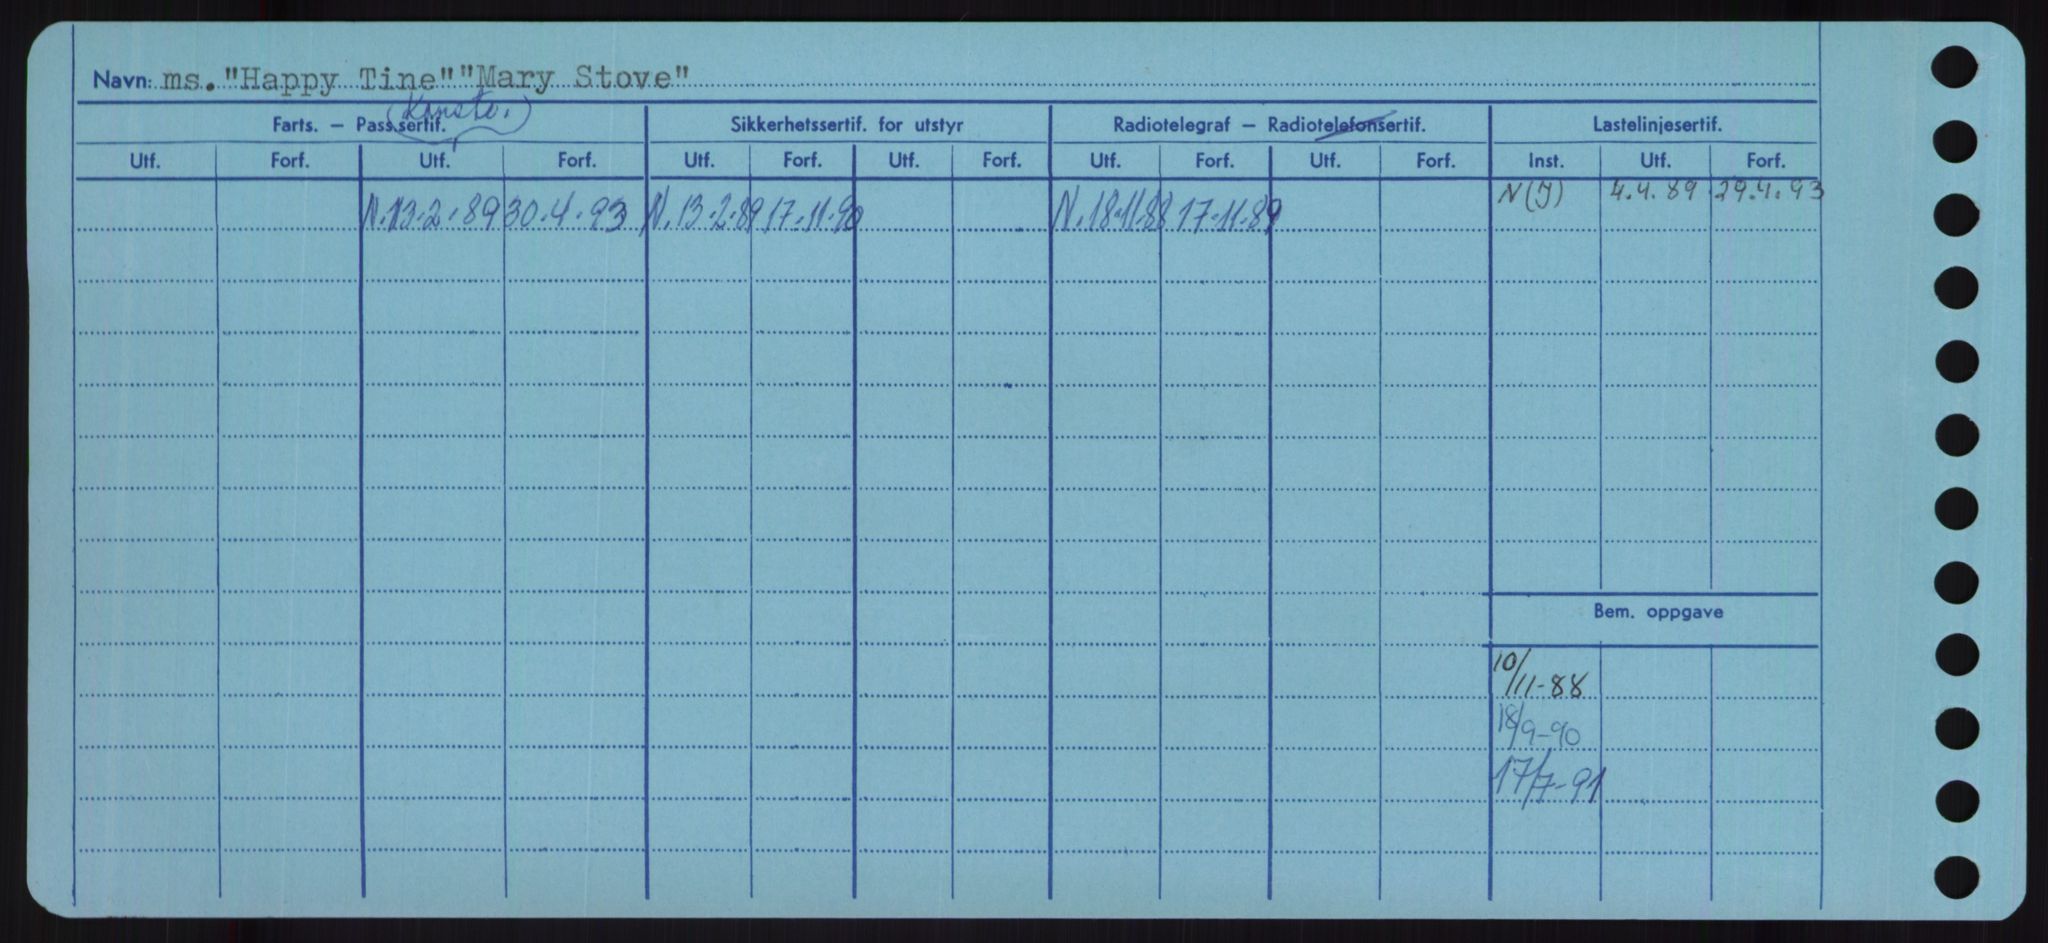 Navn: ms. "Happy Tine" "Mary Stove"
Konstr.
Farts. – Pass.sertif. Sikkerhetssertif. for utstyr Radiotelegraf – Radiotelefonsertif. Lastelinjesertif.
Utf. Forf. Utf. Forf. Utf. Forf. Utf. Forf. Utf. Forf. Utf. Forf. Inst. Utf. Forf.
N.13-2-89 30-4-93 N.13-2-89 17-11-90 N.18-11-88 17-11-89 N(J) 4.4.89 29.4.93
Bem. oppgave
10/11-88
18/9-90
17/7-91